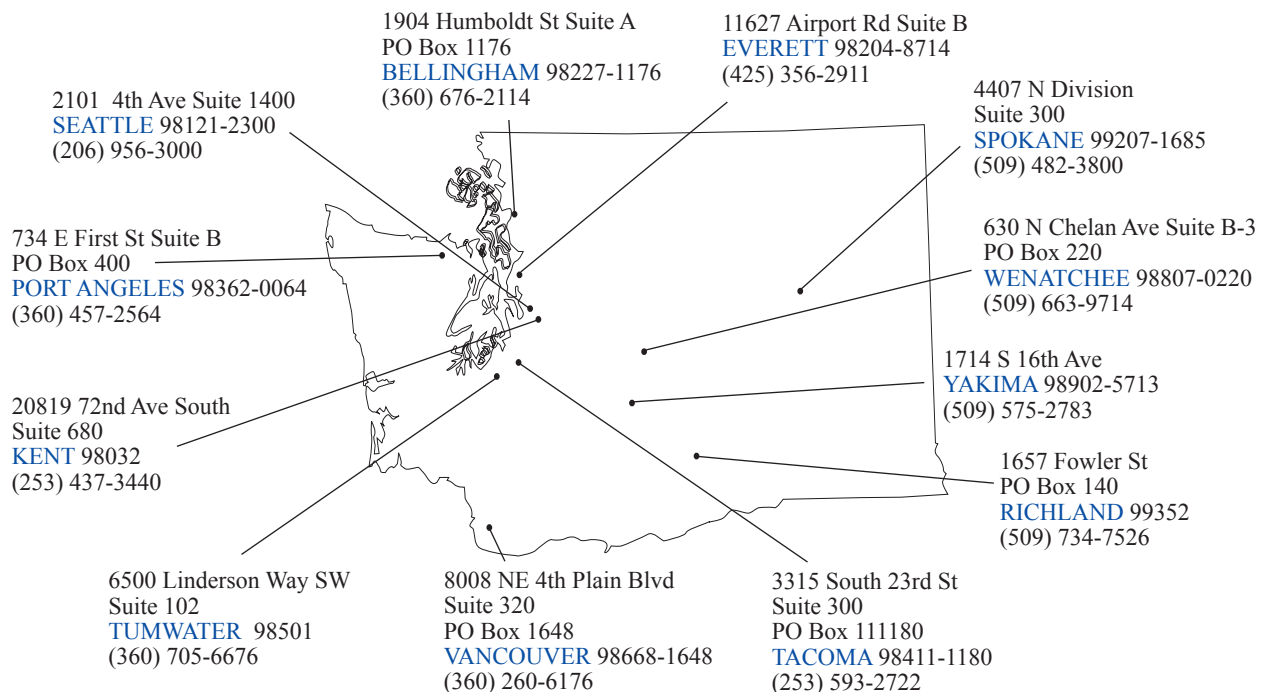 1904 Humboldt St Suite A
PO Box 1176
BELLINGHAM 98227-1176
(360) 676-2114
11627 Airport Rd Suite B
EVERETT 98204-8714
(425) 356-2911
2101 4th Ave Suite 1400
SEATTLE 98121-2300
(206) 956-3000
4407 N Division
Suite 300
SPOKANE 99207-1685
(509) 482-3800
734 E First St Suite B
PO Box 400
PORT ANGELES 98362-0064
(360) 457-2564
630 N Chelan Ave Suite B-3
PO Box 220
WENATCHEE 98807-0220
(509) 663-9714
1714 S 16th Ave
YAKIMA 98902-5713
(509) 575-2783
20819 72nd Ave South
Suite 680
KENT 98032
(253) 437-3440
1657 Fowler St
PO Box 140
RICHLAND 99352
(509) 734-7526
6500 Linderson Way SW
Suite 102
TUMWATER 98501
(360) 705-6676
8008 NE 4th Plain Blvd
Suite 320
PO Box 1648
VANCOUVER 98668-1648
(360) 260-6176
3315 South 23rd St
Suite 300
PO Box 111180
TACOMA 98411-1180
(253) 593-2722